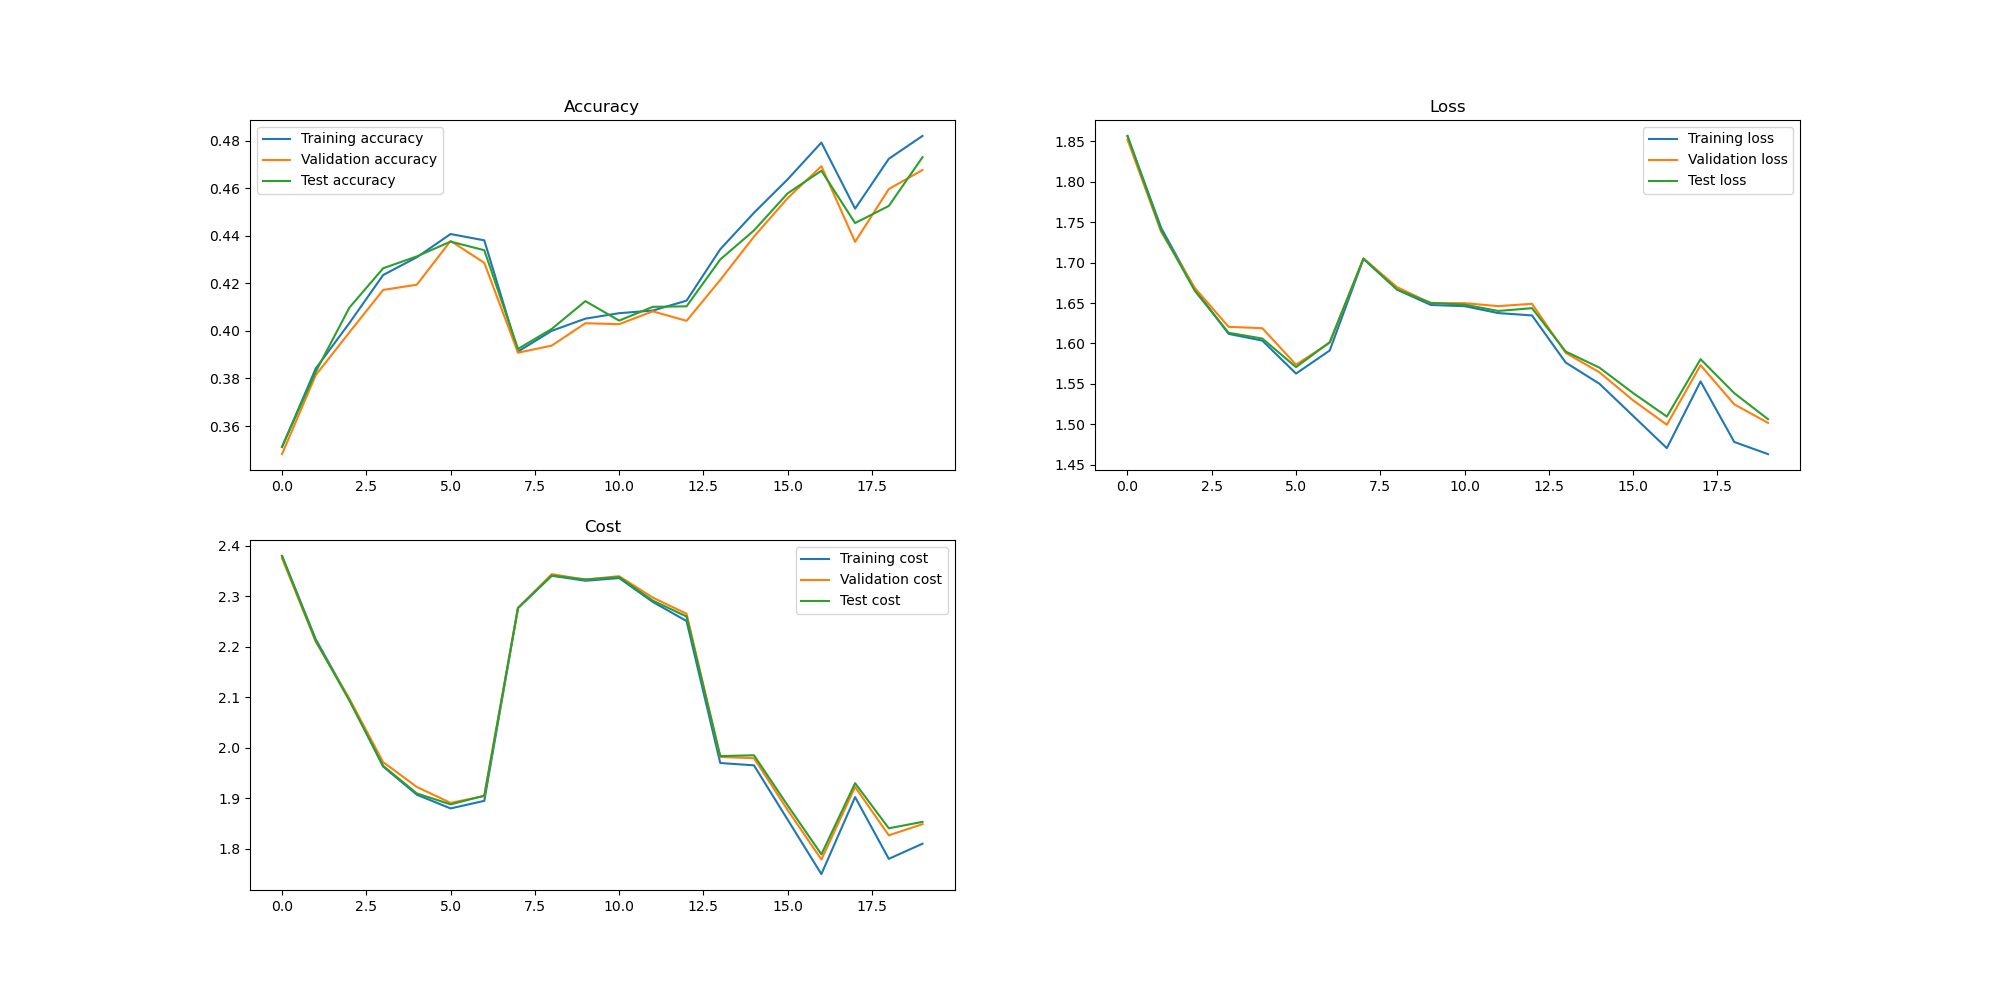 Accuracy
Training accuracy
Validation accuracy
Test accuracy
0.48
0.46
0.44
0.42
0.40
0.38
0.36
0.0 2.5 5.0 7.5 10.0 12.5 15.0 17.5
Loss
Training loss
Validation loss
Test loss
1.85
1.80
1.75
1.70
1.65
1.60
1.55
1.50
1.45
0.0 2.5 5.0 7.5 10.0 12.5 15.0 17.5
Cost
Training cost
Validation cost
Test cost
2.4
2.3
2.2
2.1
2.0
1.9
1.8
0.0 2.5 5.0 7.5 10.0 12.5 15.0 17.5